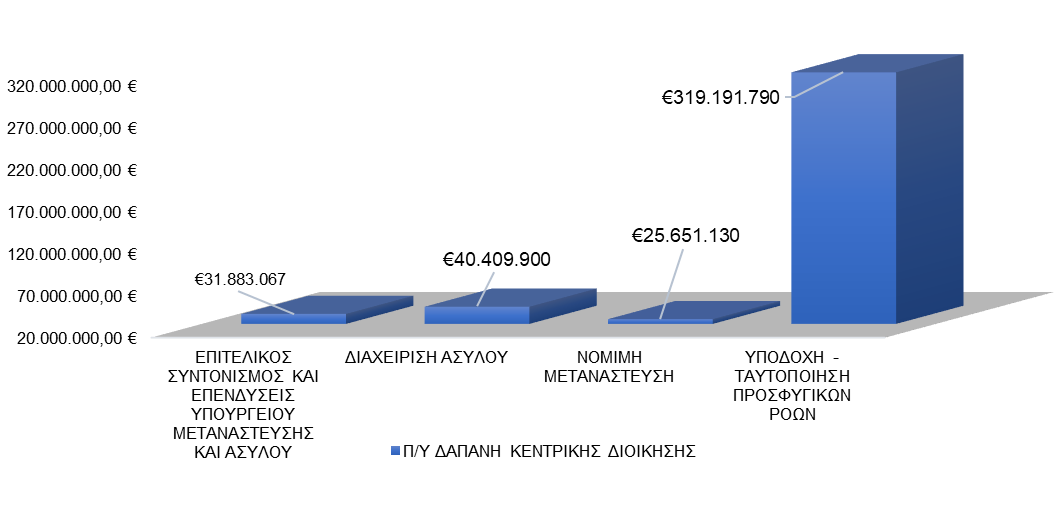 €319.191.790
320.000.000,00 €
270.000.000,00 €
220.000.000,00 €
170.000.000,00 €
120.000.000,00 €
70.000.000,00 €
20.000.000,00 €
€31.883.067
€40.409.900
€25.651.130
ΕΠΙΤΕΛΙΚΟΣ
ΣΥΝΤΟΝΙΣΜΟΣ ΚΑΙ
ΕΠΕΝΔΥΣΕΙΣ
ΥΠΟΥΡΓΕΙΟΥ
ΜΕΤΑΝΑΣΤΕΥΣΗΣ
ΚΑΙ ΑΣΥΛΟΥ
ΔΙΑΧΕΙΡΙΣΗ ΑΣΥΛΟΥ
ΝΟΜΙΜΗ
ΜΕΤΑΝΑΣΤΕΥΣΗ
ΥΠΟΔΟΧΗ -
ΤΑΥΤΟΠΟΙΗΣΗ
ΠΡΟΣΦΥΓΙΚΩΝ
ΡΟΩΝ
Π/Υ ΔΑΠΑΝΗ ΚΕΝΤΡΙΚΗΣ ΔΙΟΙΚΗΣΗΣ